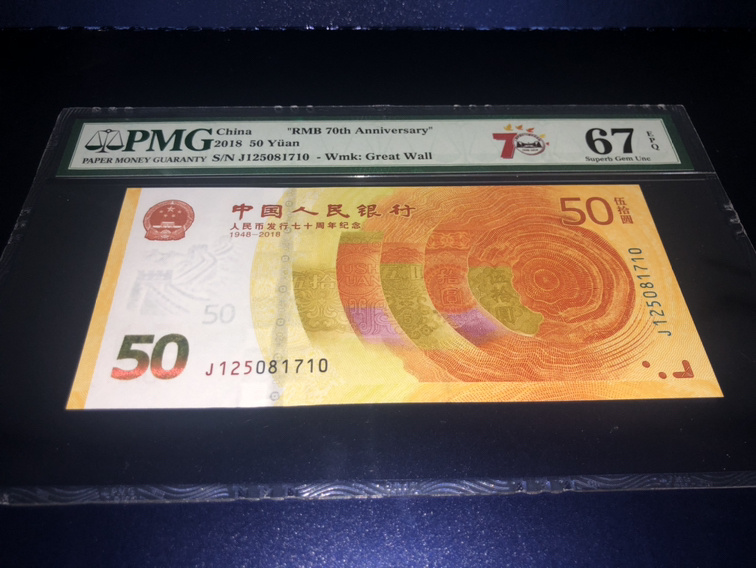 PMG
PAPER MONEY GUARANTY
China "RMB 70th Anniversary"
2018 50 Yüan
S/N J125081710 - Wmk: Great Wall
70
67 EPQ
Superb Gem Unc
中国人民银行
人民币发行七十周年纪念
1948-2018
50 伍拾圆
50
50
J125081710
J125081710